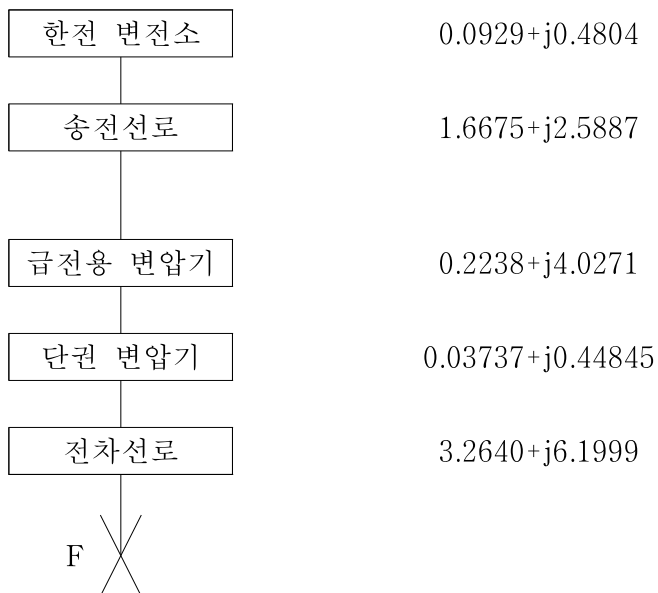 한전 변전소 0.0929+j0.4804
송전선로 1.6675+j2.5887
급전용 변압기 0.2238+j4.0271
단권 변압기 0.03737+j0.44845
전차선로 3.2640+j6.1999
F